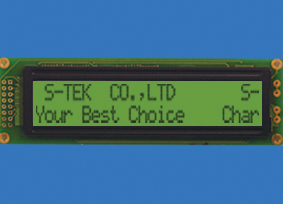 S-TEK CO.,LTD S-
Your Best Choice Char